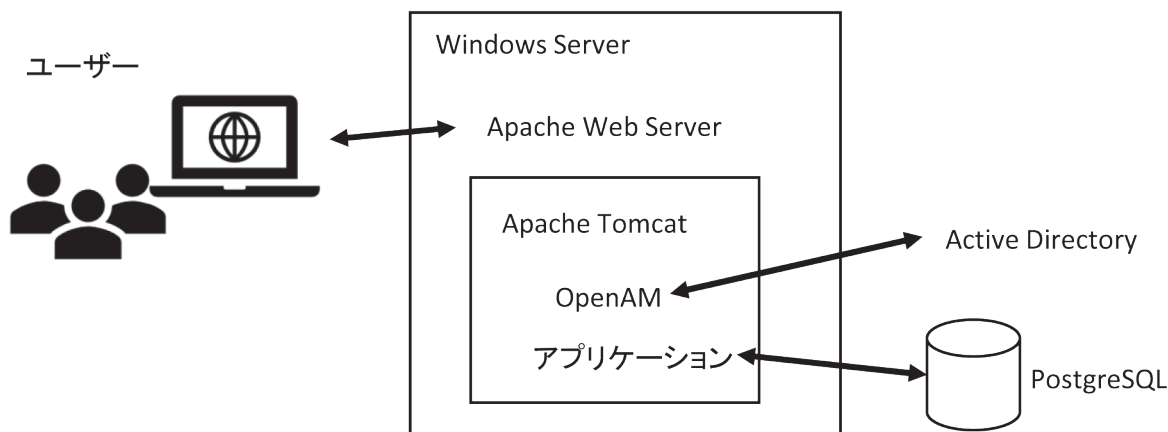 ユーザー
Windows Server
Apache Web Server
Apache Tomcat
OpenAM
アプリケーション
Active Directory
PostgreSQL